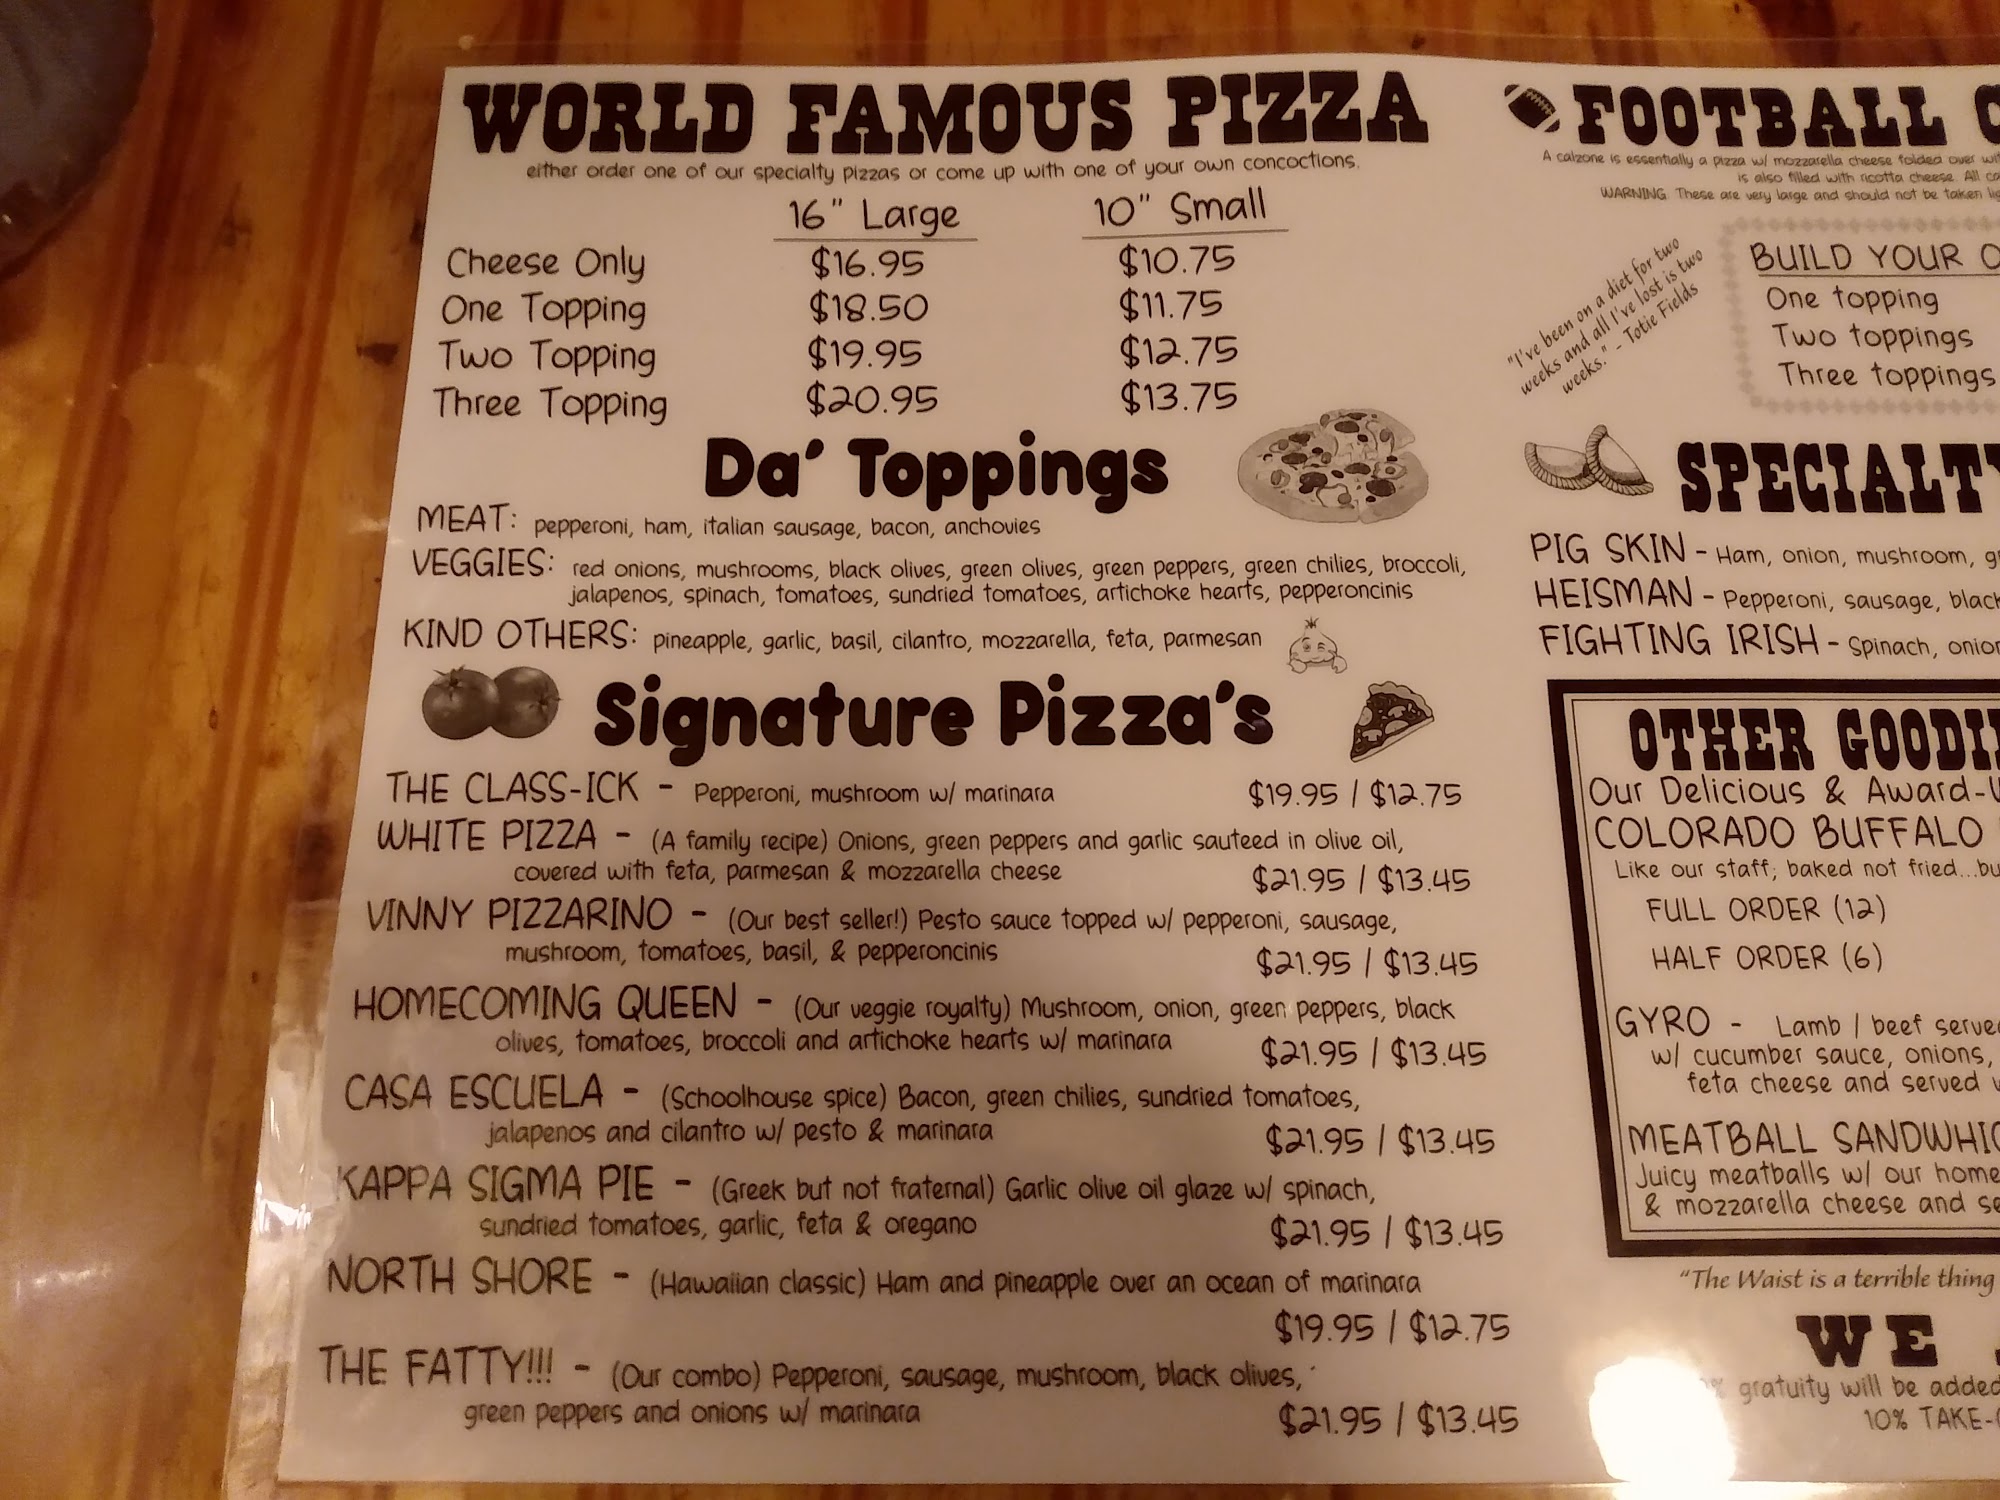 WORLD FAMOUS PIZZA
either order one of our specialty pizzas or come up with one of your own concoctions.
16" Large 10" Small
Cheese Only $16.95 $10.75
One Topping $18.50 $11.75
Two Topping $19.95 $12.75
Three Topping $20.95 $13.75
Da' Toppings
MEAT: pepperoni, ham, italian sausage, bacon, anchovies
VEGGIES: red onions, mushrooms, black olives, green olives, green peppers, green chilies, broccoli,
jalapenos, spinach, tomatoes, sundried tomatoes, artichoke hearts, pepperoncinis
KIND OTHERS: pineapple, garlic, basil, cilantro, mozzarella, feta, parmesan
Signature Pizza's
THE CLASS-ICK - Pepperoni, mushroom w/ marinara $19.95 / $12.75
WHITE PIZZA - (A family recipe) Onions, green peppers and garlic sauteed in olive oil,
covered with feta, parmesan & mozzarella cheese $21.95 / $13.45
VINNY PIZZARINO - (Our best seller!) Pesto sauce topped w/ pepperoni, sausage,
mushroom, tomatoes, basil, & pepperoncinis $21.95 / $13.45
HOMECOMING QUEEN - (Our veggie royalty) Mushroom, onion, green peppers, black
olives, tomatoes, broccoli and artichoke hearts w/ marinara $21.95 / $13.45
CASA ESCUELA - (Schoolhouse spice) Bacon, green chilies, sundried tomatoes,
jalapenos and cilantro w/ pesto & marinara $21.95 / $13.45
KAPPA SIGMA PIE - (Greek but not fraternal) Garlic olive oil glaze w/ spinach,
sundried tomatoes, garlic, feta & oregano $21.95 / $13.45
NORTH SHORE - (Hawaiian classic) Ham and pineapple over an ocean of marinara
$19.95 / $12.75
THE FATTY!!! - (Our combo) Pepperoni, sausage, mushroom, black olives,
green peppers and onions w/ marinara $21.95 / $13.45
FOOTBALL
A calzone is essentially a pizza w/ mozzarella cheese folded over
is also filled with ricotta cheese. All
WARNING. These are very large and should not be taken
"I've been on a diet for two
weeks and all I've lost is two
weeks." - Totie Fields
BUILD YOUR
One topping
Two toppings
Three toppings
SPECIALTY
PIG SKIN - Ham, onion, mushroom,
HEISMAN - Pepperoni, sausage, black
FIGHTING IRISH - Spinach,
OTHER
Our Delicious & Award-
COLORADO BUFFALO
Like our staff; baked not fried...
FULL ORDER (12)
HALF ORDER (6)
GYRO - Lamb / beef
w/ cucumber sauce, onions,
feta cheese and served
MEATBALL
Juicy meatballs w/ our
& mozzarella cheese and
"The Waist is a terrible thing
WE
gratuity will be added
10% TAKE-